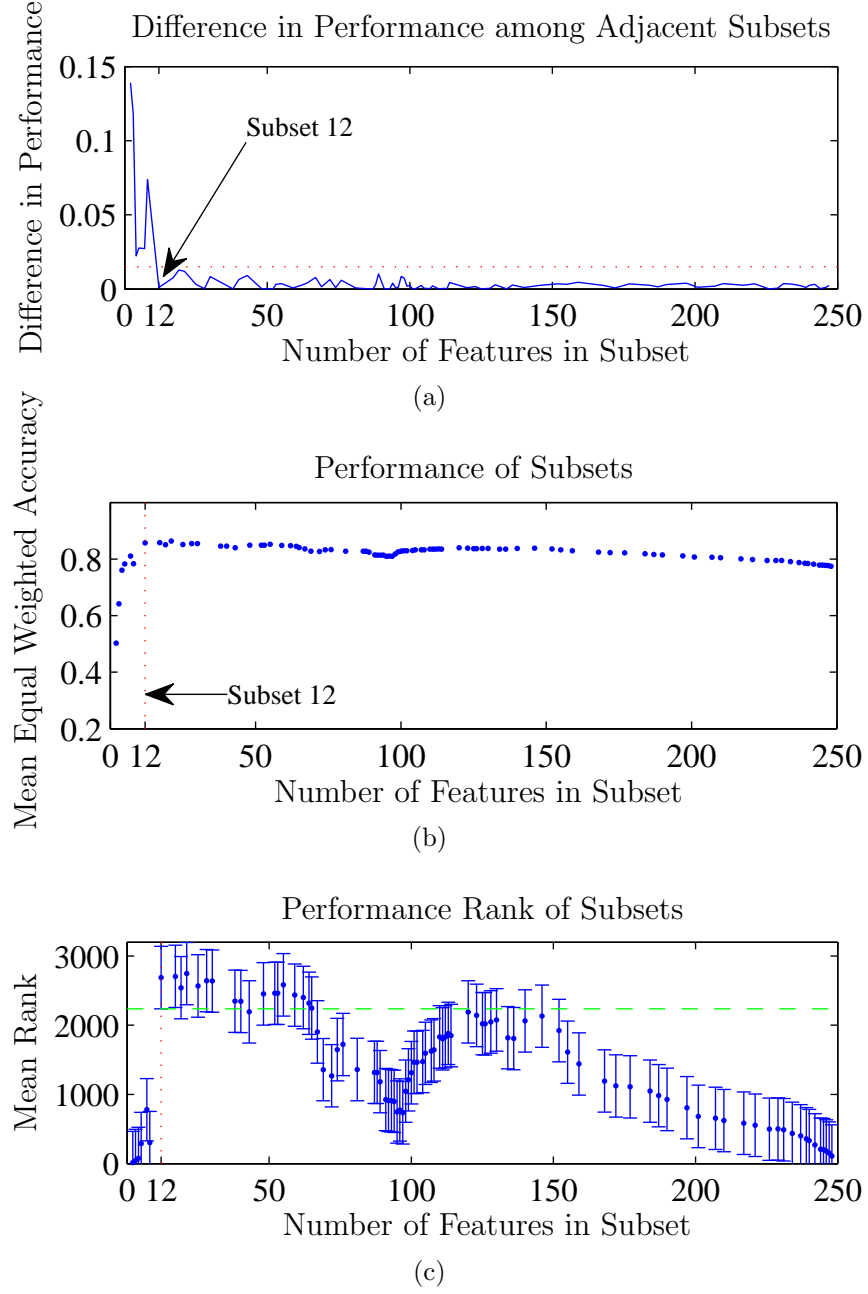 Difference in Performance among Adjacent Subsets
Difference in Performance
0.15
0.1
0.05
0
Subset 12
0 12 50 100 150 200 250
Number of Features in Subset
(a)
Performance of Subsets
Mean Equal Weighted Accuracy
0.8
0.6
0.4
0.2
Subset 12
0 12 50 100 150 200 250
Number of Features in Subset
(b)
Performance Rank of Subsets
Mean Rank
3000
2000
1000
0
0 12 50 100 150 200 250
Number of Features in Subset
(c)